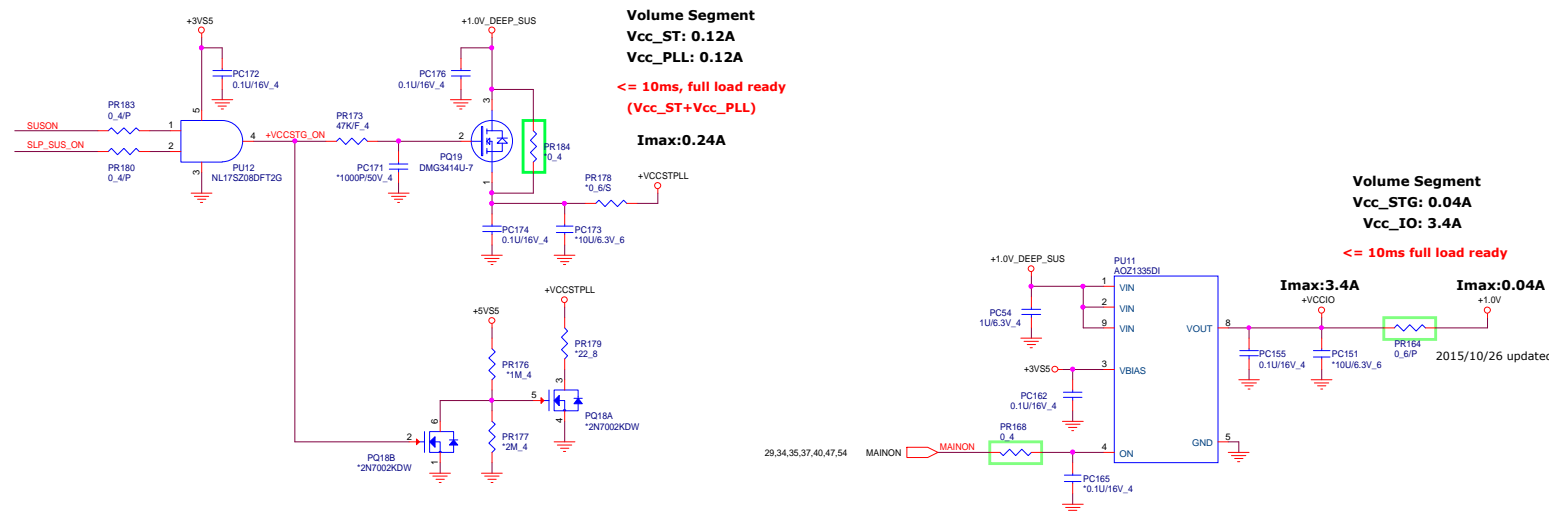 +3VS5
PC172
0.1U/16V_4
PR183
0_4/P
SUSON
SLP_SUS_ON
PR180
0_4/P
1
2
5
4
3
PU12
NL17SZ08DFT2G
+VCCSTG_ON
PR173
47K/F_4
PC171
*1000P/50V_4
+1.0V_DEEP_SUS
PC176
0.1U/16V_4
3
2
1
PQ19
DMG3414U-7
PR184
*0_4
PR178
*0_6/S
+VCCSTPLL
PC174
0.1U/16V_4
PC173
*10U/6.3V_6
Volume Segment
Vcc_ST: 0.12A
Vcc_PLL: 0.12A
<= 10ms, full load ready
(Vcc_ST+Vcc_PLL)
Imax:0.24A
+5VS5
PR176
*1M_4
PR177
*2M_4
+VCCSTPLL
PR179
*22_8
3
5
4
PQ18A
*2N7002KDW
6
2
1
PQ18B
*2N7002KDW
Volume Segment
Vcc_STG: 0.04A
Vcc_IO: 3.4A
<= 10ms full load ready
+1.0V_DEEP_SUS
PC54
1U/6.3V_4
+3VS5
PC162
0.1U/16V_4
PU11
AOZ1335DI
1
VIN
2
VIN
9
VIN
3
VBIAS
4
ON
VOUT
8
GND
5
Imax:3.4A
+VCCIO
Imax:0.04A
+1.0V
PC155
0.1U/16V_4
PC151
*10U/6.3V_6
PR164
0_6/P
2015/10/26 updated
29,34,35,37,40,47,54
MAINON
MAINON
PR168
0_4
PC165
*0.1U/16V_4